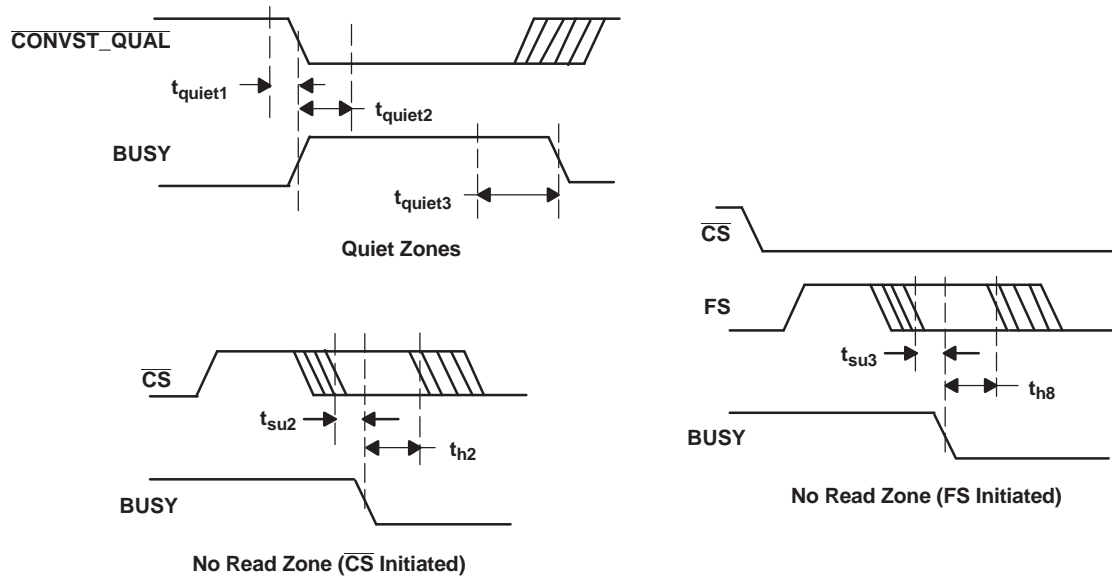 CONVST_QUAL
tquiet1
tquiet2
BUSY
tquiet3
Quiet Zones
CS
FS
tsu3
th8
BUSY
No Read Zone (FS Initiated)
CS
tsu2
th2
BUSY
No Read Zone (CS Initiated)